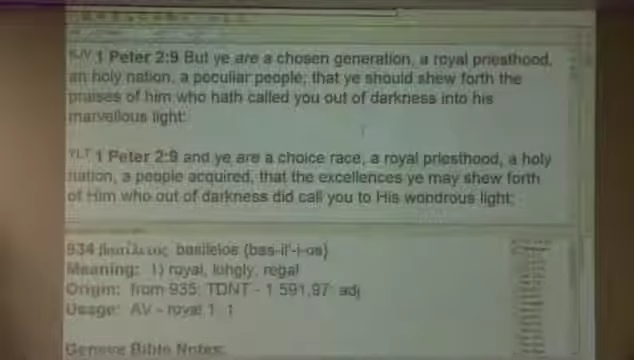 KJV 1 Peter 2:9 But ye are a chosen generation, a royal priesthood,
an holy nation, a peculiar people; that ye should shew forth the
praises of him who hath called you out of darkness into his
marvellous light:
YLT 1 Peter 2:9 and ye are a choice race, a royal priesthood, a holy
nation, a people acquired, that the excellences ye may shew forth
of Him who out of darkness did call you to His wondrous light;
934 βασίλειος basileios {bas-il'-i-os}
Meaning: 1) royal, kingly, regal
Origin: from 935; TDNT - 1:591,97; adj
Usage: AV - royal 1; 1
Geneva Bible Notes: